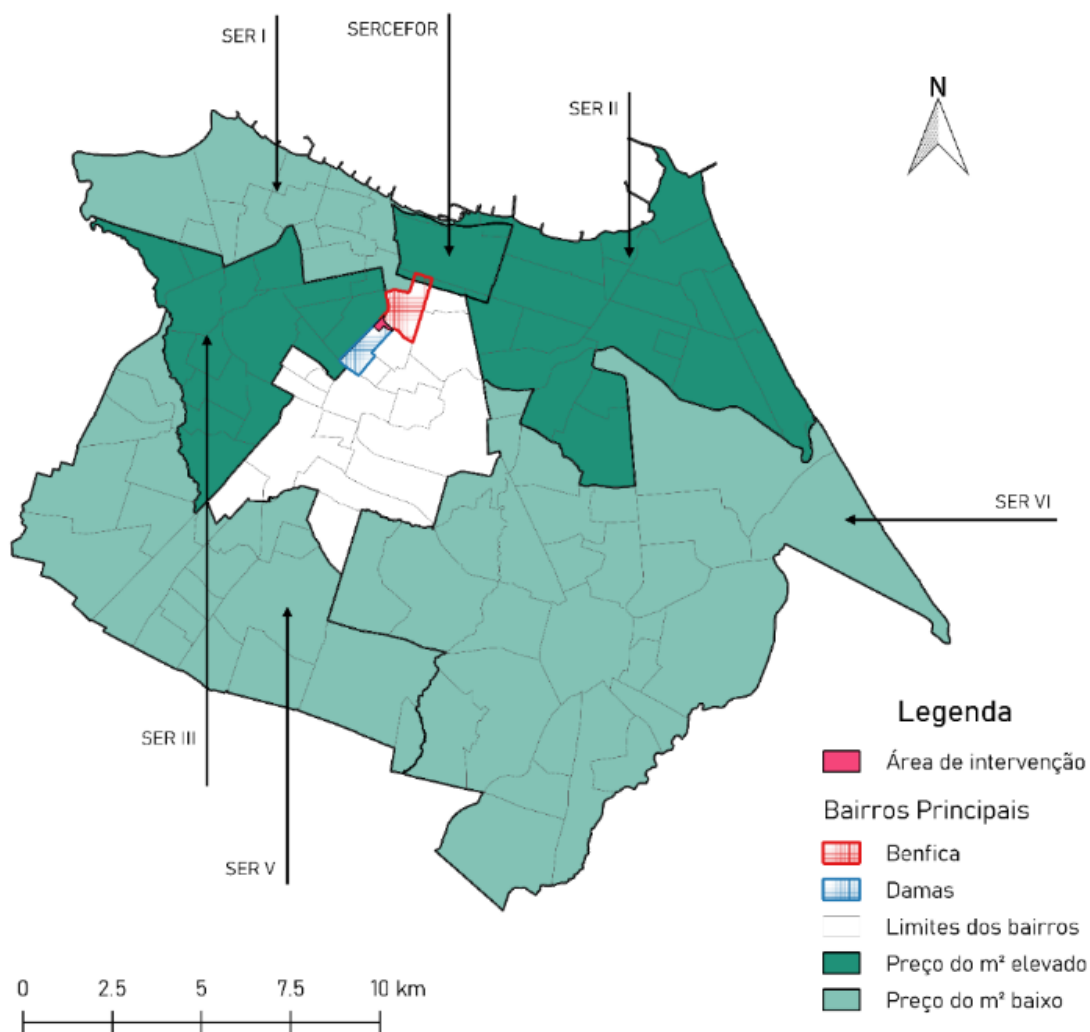 SER I
SERCEFOR
SER II
N
SER VI
SER III
SER V
Legenda
Área de intervenção
Bairros Principais
Benfica
Damas
Limites dos bairros
Preço do m² elevado
Preço do m² baixo
0 2.5 5 7.5 10 km